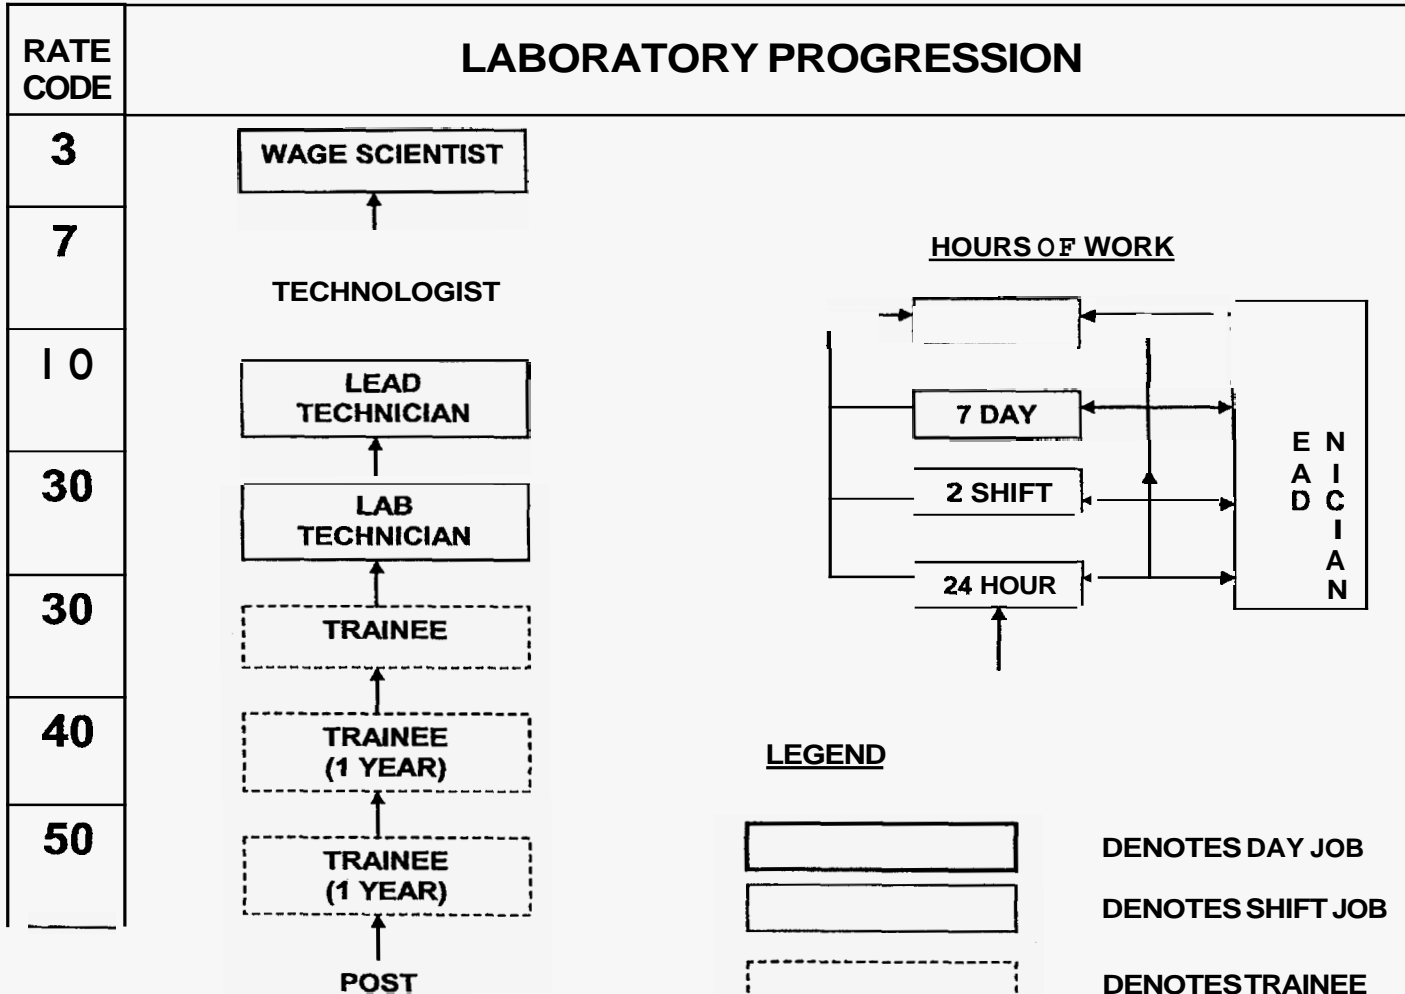 RATE
CODE
LABORATORY PROGRESSION
3
WAGE SCIENTIST
7
TECHNOLOGIST
I 0
LEAD
TECHNICIAN
30
LAB
TECHNICIAN
30
TRAINEE
40
TRAINEE
(1 YEAR)
50
TRAINEE
(1 YEAR)
POST
HOURS OF WORK
7 DAY
2 SHIFT
24 HOUR
E N
A I
D C
I
A
N
LEGEND
DENOTES DAY JOB
DENOTES SHIFT JOB
DENOTES TRAINEE